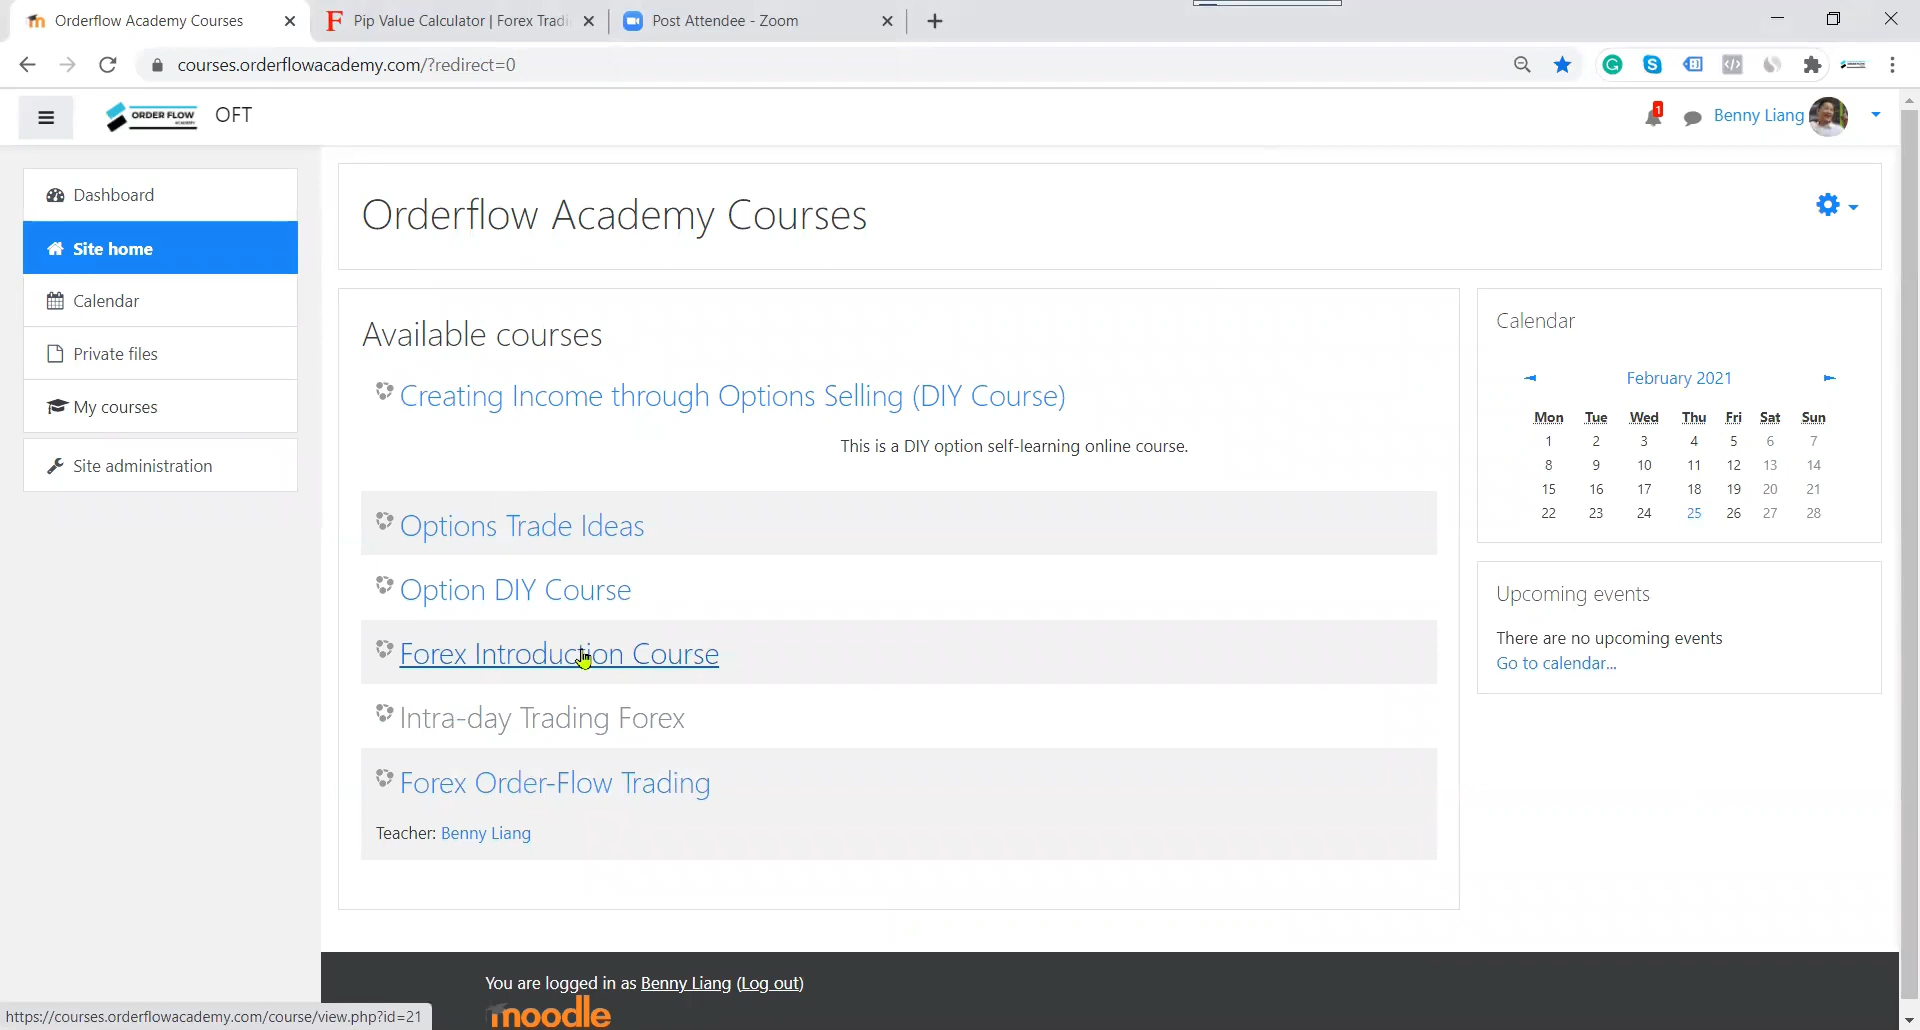 Orderflow Academy Courses
Pip Value Calculator | Forex Tradi
Post Attendee - Zoom
courses.orderflowacademy.com/?redirect=0
ORDER FLOW
OFT
1
Benny Liang
Dashboard
Site home
Calendar
Private files
My courses
Site administration
Orderflow Academy Courses
Available courses
Creating Income through Options Selling (DIY Course)
This is a DIY option self-learning online course.
Options Trade Ideas
Option DIY Course
Forex Introduction Course
Intra-day Trading Forex
Forex Order-Flow Trading
Teacher: Benny Liang
Calendar
◄ February 2021 ►
Mon Tue Wed Thu Fri Sat Sun
1 2 3 4 5 6 7
8 9 10 11 12 13 14
15 16 17 18 19 20 21
22 23 24 25 26 27 28
Upcoming events
There are no upcoming events
Go to calendar...
You are logged in as Benny Liang (Log out)
moodle
https://courses.orderflowacademy.com/course/view.php?id=21